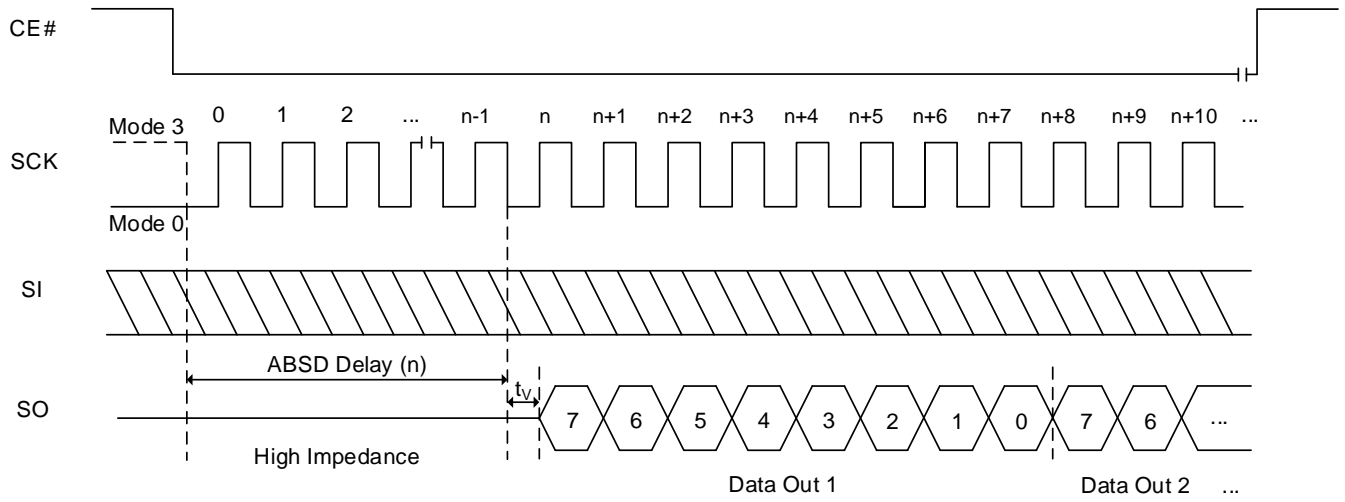 CE#
0 1 2 ... n-1 n n+1 n+2 n+3 n+4 n+5 n+6 n+7 n+8 n+9 n+10 ...
Mode 3
SCK
Mode 0
SI
ABSD Delay (n)
tV
SO
7 6 5 4 3 2 1 0 7 6 ...
High Impedance
Data Out 1 Data Out 2 ...